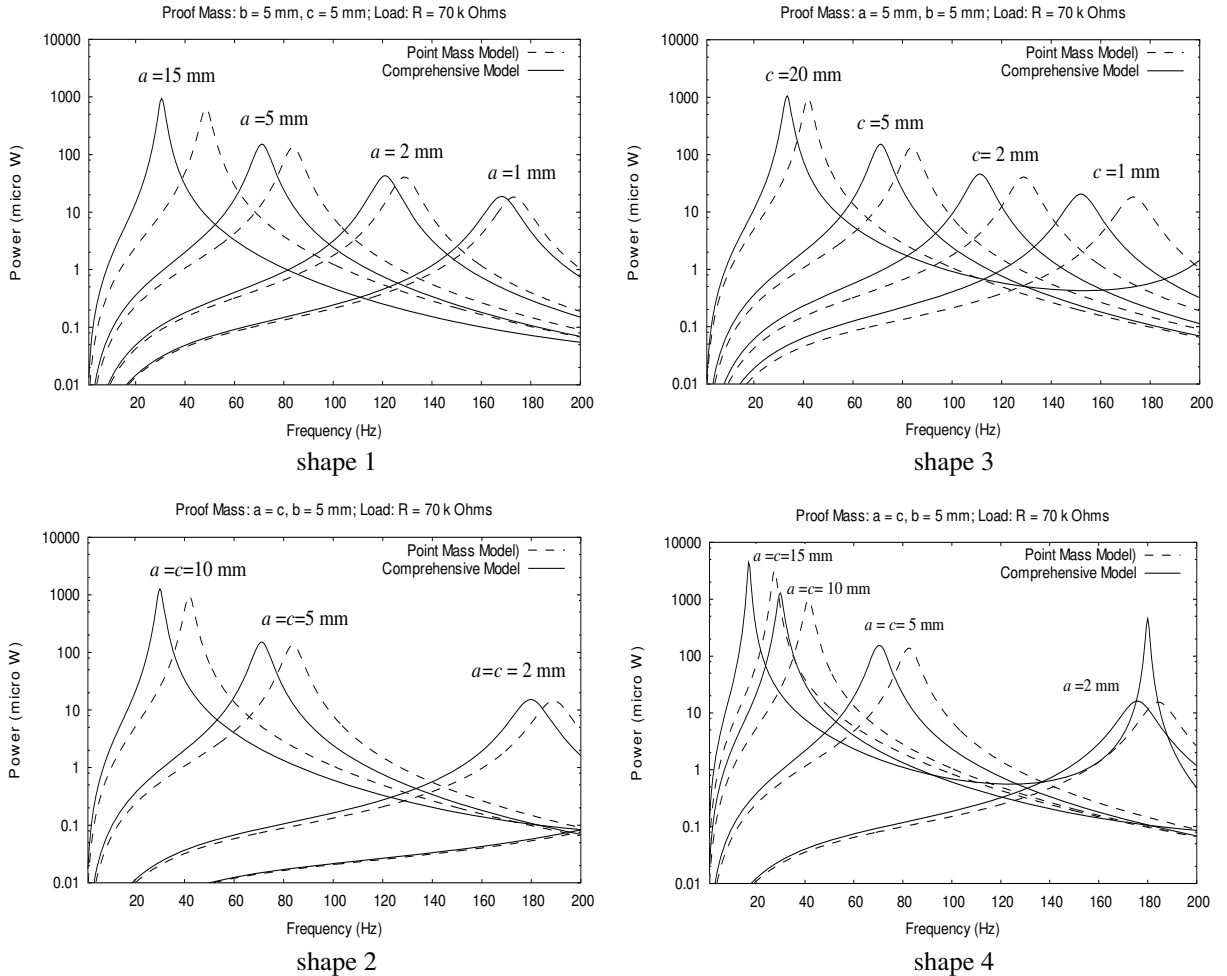 Proof Mass: b = 5 mm, c = 5 mm; Load: R = 70 k Ohms
Point Mass Model)
Comprehensive Model
a =15 mm
a =5 mm
a = 2 mm
a =1 mm
Power (micro W)
10000
1000
100
10
1
0.1
0.01
20 40 60 80 100 120 140 160 180 200
Frequency (Hz)
shape 1
Proof Mass: a = 5 mm, b = 5 mm; Load: R = 70 k Ohms
Point Mass Model)
Comprehensive Model
c =20 mm
c =5 mm
c= 2 mm
c =1 mm
Power (micro W)
10000
1000
100
10
1
0.1
0.01
20 40 60 80 100 120 140 160 180 200
Frequency (Hz)
shape 3
Proof Mass: a = c, b = 5 mm; Load: R = 70 k Ohms
Point Mass Model)
Comprehensive Model
a=c=10 mm
a=c=5 mm
a=c = 2 mm
Power (micro W)
10000
1000
100
10
1
0.1
0.01
20 40 60 80 100 120 140 160 180 200
Frequency (Hz)
shape 2
Proof Mass: a = c, b = 5 mm; Load: R = 70 k Ohms
Point Mass Model)
Comprehensive Model
a=c=15 mm
a=c= 10 mm
a = c= 5 mm
a=2 mm
Power (micro W)
10000
1000
100
10
1
0.1
0.01
20 40 60 80 100 120 140 160 180 200
Frequency (Hz)
shape 4